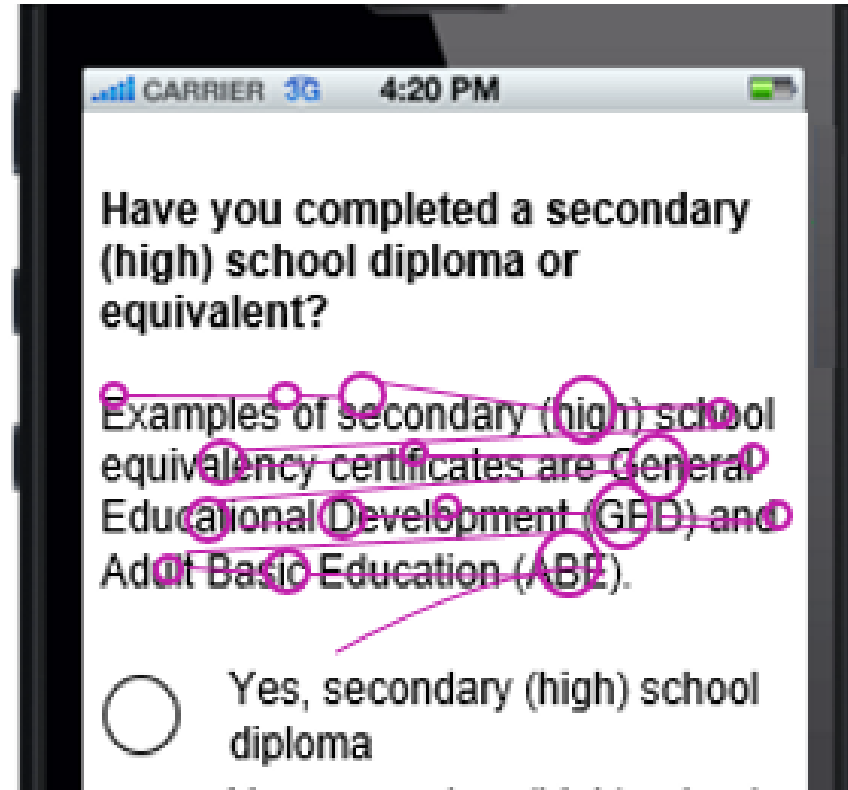 CARRIER 3G 4:20 PM
Have you completed a secondary
(high) school diploma or
equivalent?
Examples of secondary (high) school
equivalency certificates are General
Educational Development (GED) and
Adult Basic Education (ABE).
Yes, secondary (high) school
diploma